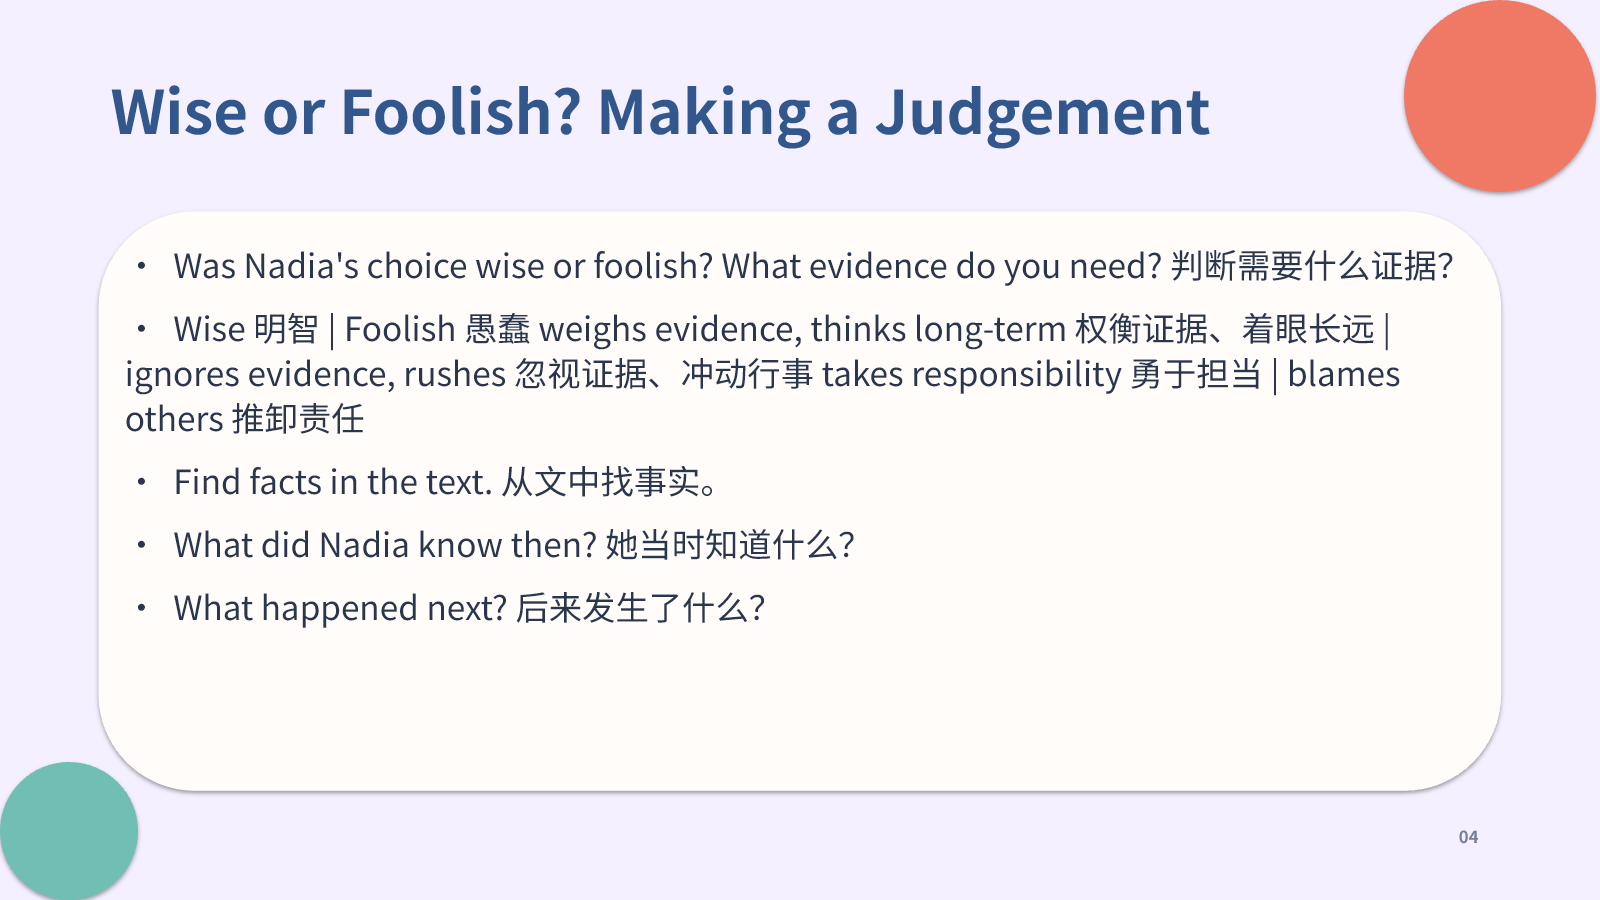 Wise or Foolish? Making a Judgement
• Was Nadia's choice wise or foolish? What evidence do you need? 判断需要什么证据？
• Wise 明智 | Foolish 愚蠢 weighs evidence, thinks long-term 权衡证据、着眼长远 |
ignores evidence, rushes 忽视证据、冲动行事 takes responsibility 勇于担当 | blames
others 推卸责任
• Find facts in the text. 从文中找事实。
• What did Nadia know then? 她当时知道什么？
• What happened next? 后来发生了什么？
04